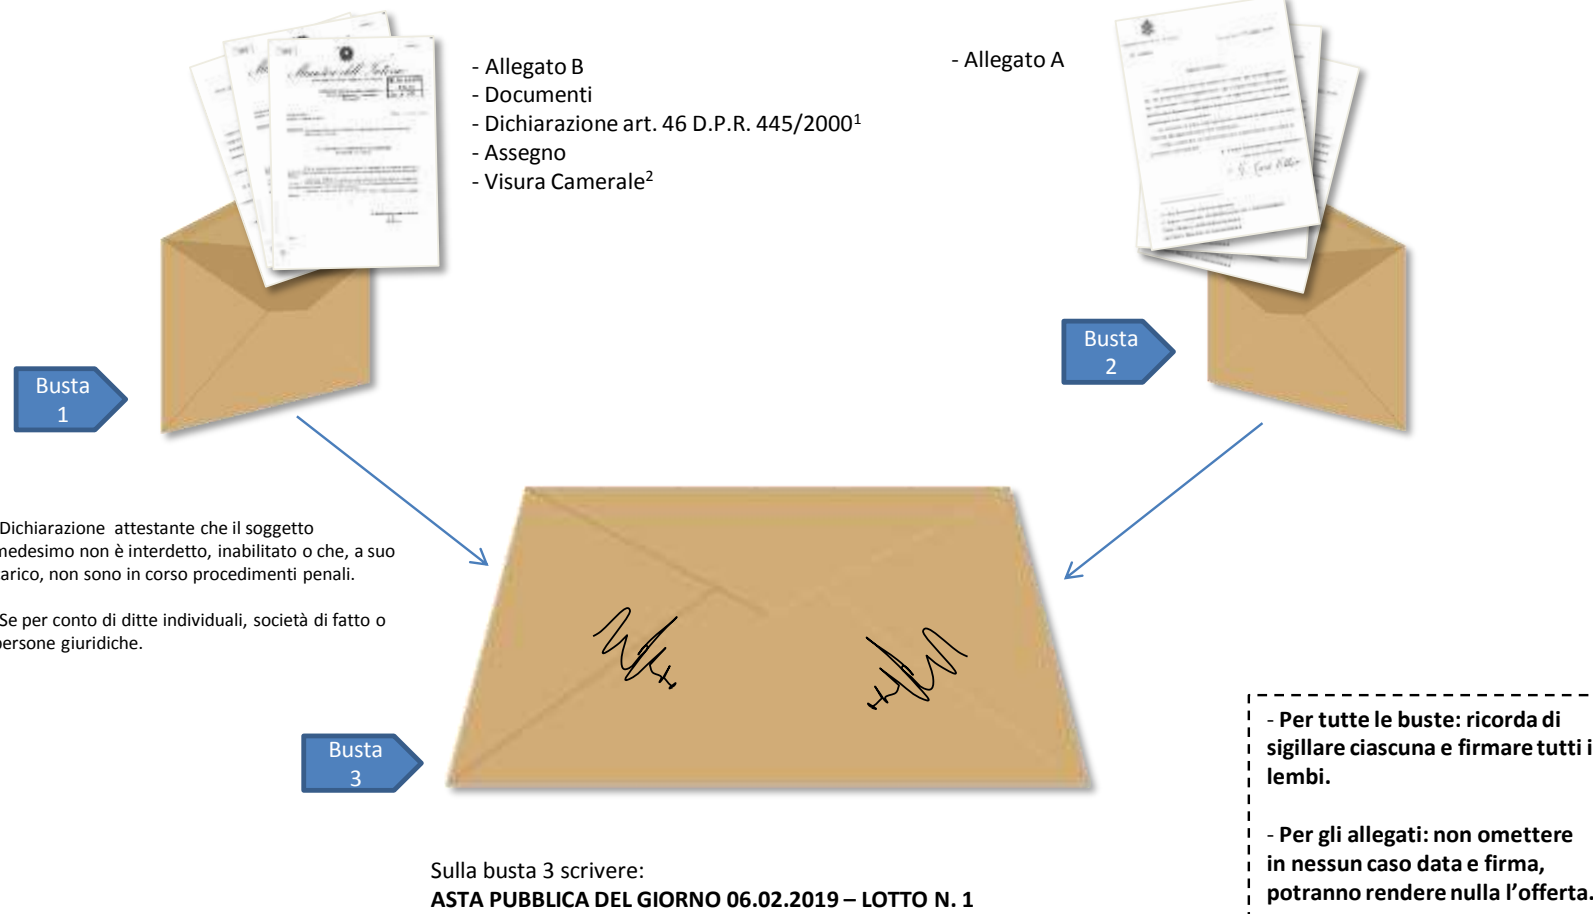 - Allegato B
- Documenti
- Dichiarazione art. 46 D.P.R. 445/2000¹
- Assegno
- Visura Camerale²
- Allegato A
Busta
1
Busta
2
Dichiarazione attestante che il soggetto
medesimo non è interdetto, inabilitato o che, a suo
arico, non sono in corso procedimenti penali.
Se per conto di ditte individuali, società di fatto o
persone giuridiche.
Busta
3
- Per tutte le buste: ricorda di
sigillare ciascuna e firmare tutti i
lembi.
- Per gli allegati: non omettere
in nessun caso data e firma,
potranno rendere nulla l'offerta.
Sulla busta 3 scrivere:
ASTA PUBBLICA DEL GIORNO 06.02.2019 – LOTTO N. 1